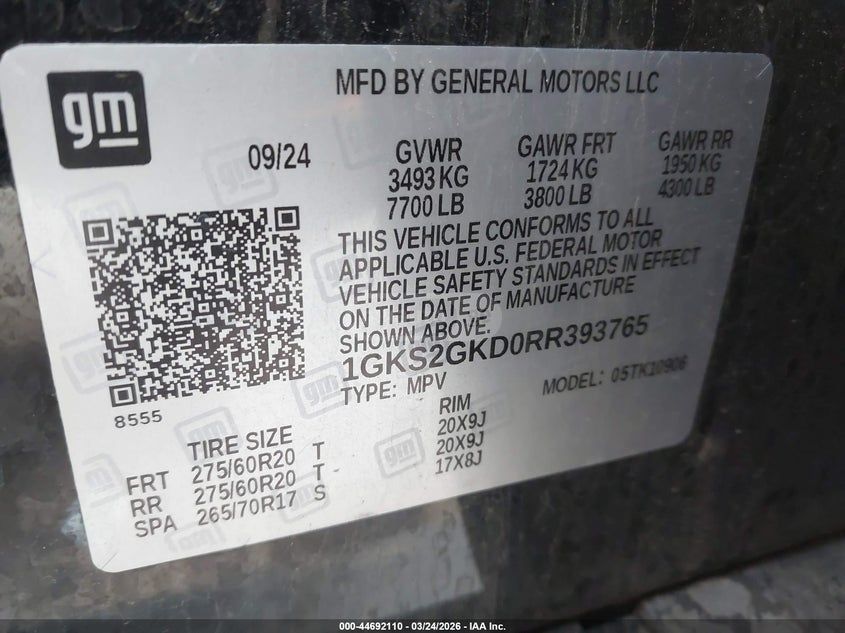 gm
MFD BY GENERAL MOTORS LLC
09/24
GVWR
3493 KG
7700 LB
GAWR FRT
1724 KG
3800 LB
GAWR RR
1950 KG
4300 LB
THIS VEHICLE CONFORMS TO ALL
APPLICABLE U.S. FEDERAL MOTOR
VEHICLE SAFETY STANDARDS IN EFFECT
ON THE DATE OF MANUFACTURE
SHOWN ABOVE.
1GKS2GKD0RR393765
TYPE: MPV
MODEL: 05TK10906
8555
TIRE SIZE
RIM
FRT 275/60R20 T 20X9J
RR 275/60R20 T 20X9J
SPA 265/70R17 S 17X8J
000-44692110 - 03/24/2026 - IAA Inc.